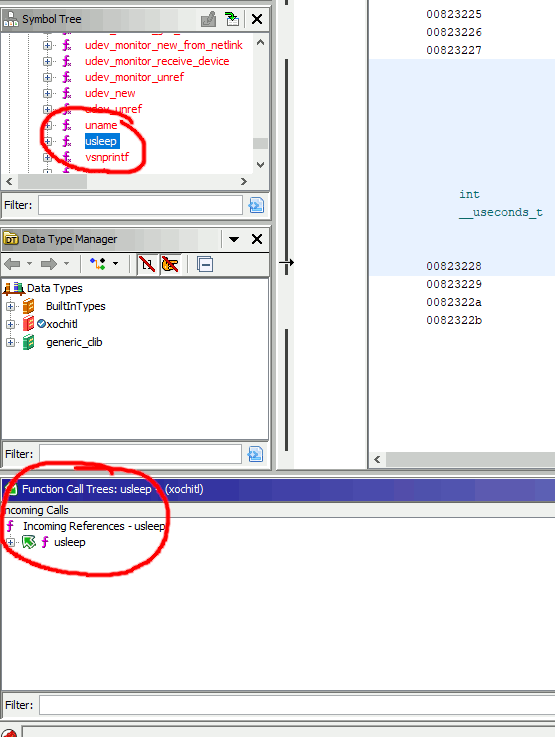 Symbol Tree
udev_monitor_new_from_netlink
udev_monitor_receive_device
udev_monitor_unref
udev_new
udev_unref
uname
usleep
vsnprintf
Filter:
Data Type Manager
Data Types
BuiltInTypes
xochitl
generic_clib
Filter:
00823225
00823226
00823227
int
__useconds_t
00823228
00823229
0082322a
0082322b
Function Call Trees: usleep - (xochitl)
Incoming Calls
Incoming References - usleep
usleep
Filter: